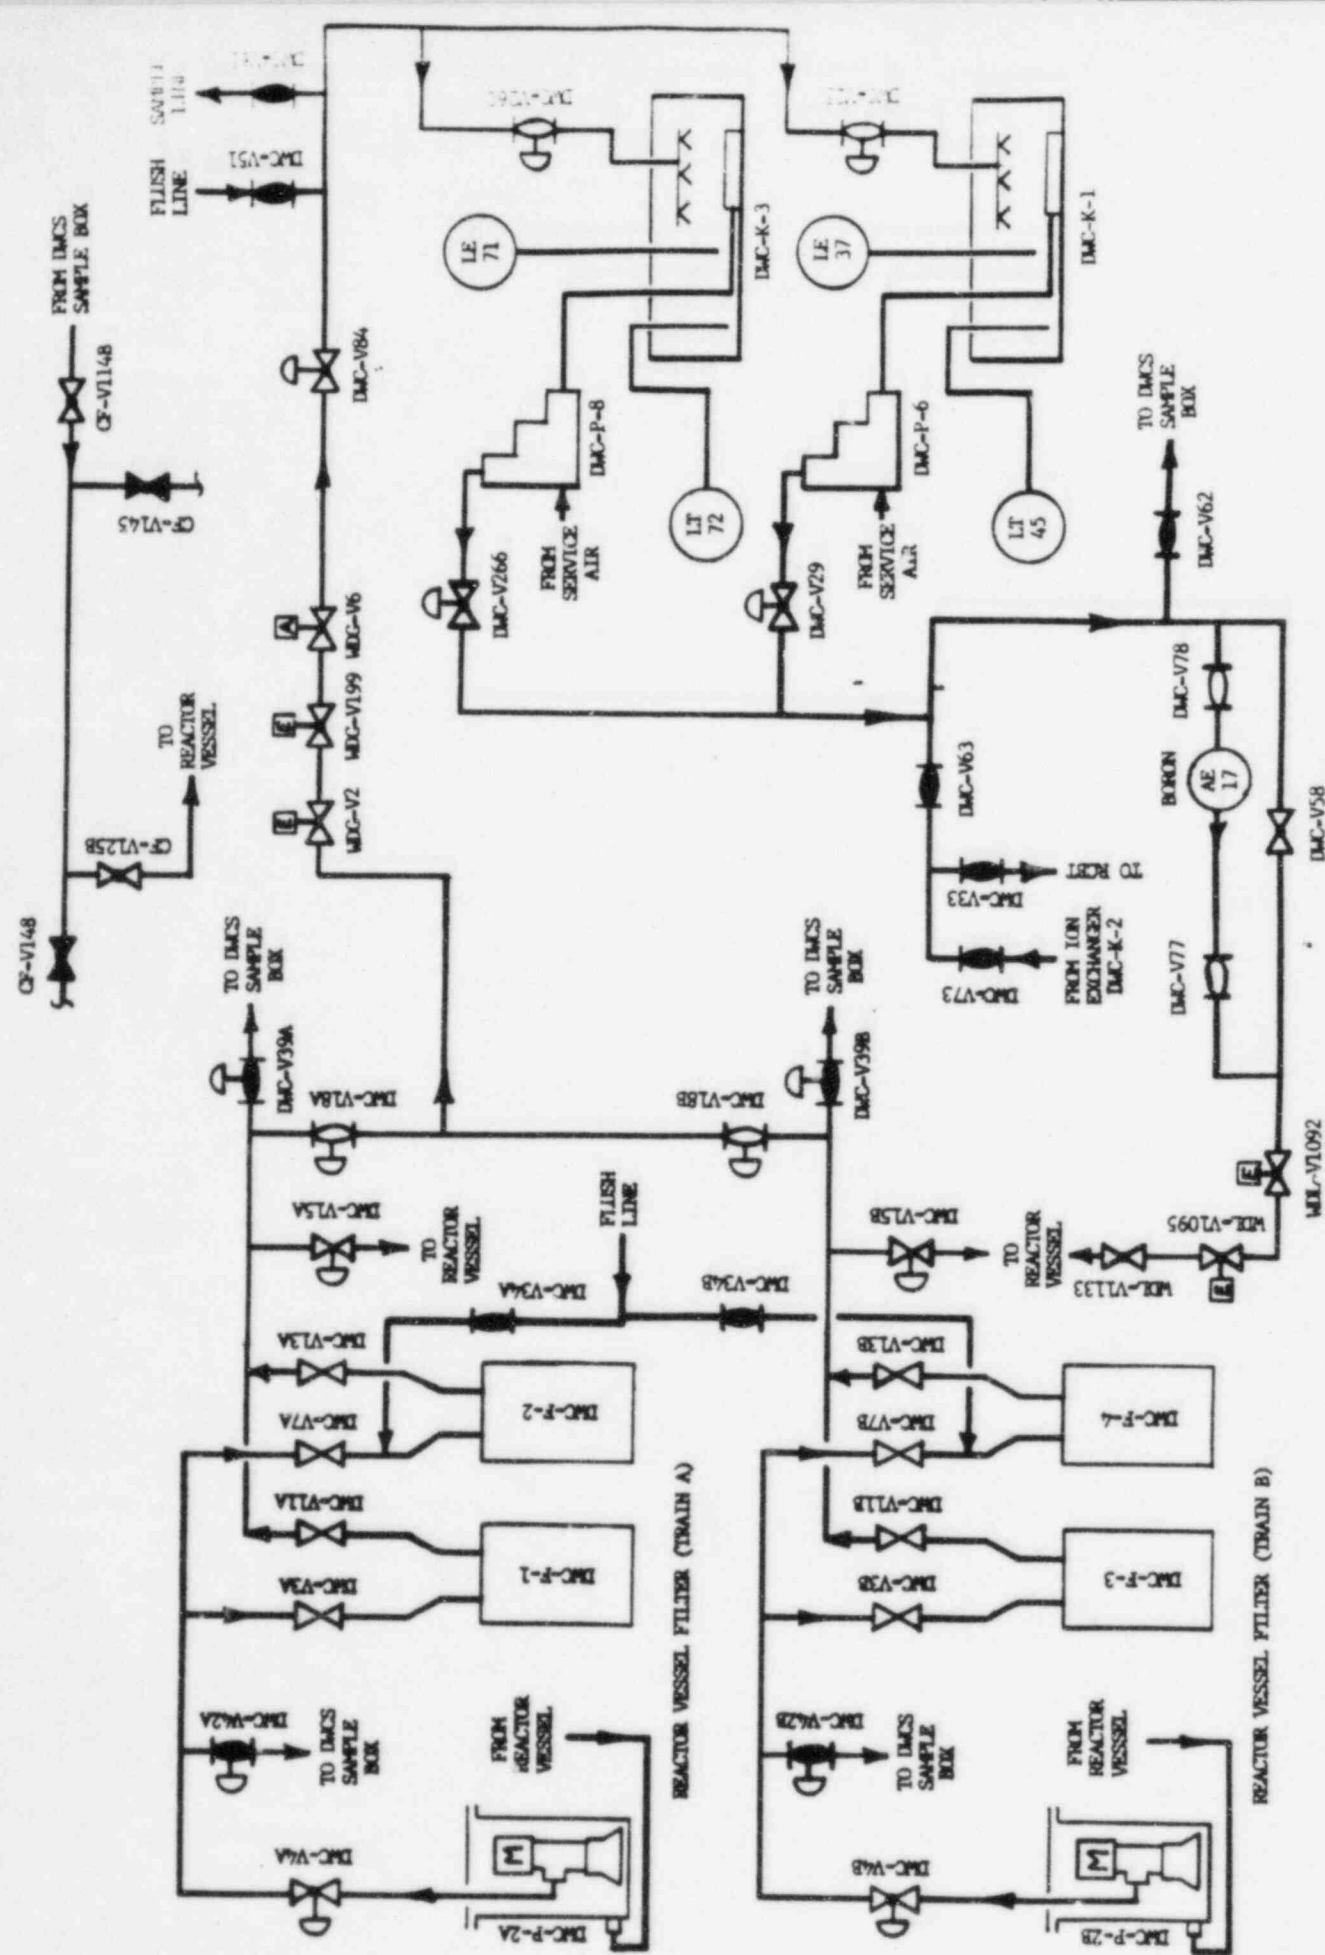 FROM DWCS
SAMPLE BOX
CF-V114B
CF-V145
CF-V125B
CF-V148
TO
REACTOR
VESSEL
FLUSH
LINE
DWC-V51
SAMPLE
LINE
DWC-V84
WDG-V6
A
WDG-V199
E
WDG-V2
E
LE
71
DWC-K-3
DWC-P-8
LT
72
FROM
SERVICE
AIR
DWC-V266
LE
37
DWC-K-1
DWC-P-6
LT
45
FROM
SERVICE
AIR
DWC-V29
TO DWCS
SAMPLE
BOX
DWC-V62
DWC-V78
BORON
AE
17
DWC-V77
DWC-V58
DWC-V63
DWC-V33
TO RCBT
DWC-V73
FROM ION
EXCHANGER
DWC-K-2
WDL-V1092
E
WDL-V1095
E
WDL-V1133
TO
REACTOR
VESSEL
TO DWCS
SAMPLE
BOX
DWC-V39A
DWC-V18A
DWC-V18B
TO DWCS
SAMPLE
BOX
DWC-V39B
DWC-V15A
TO
REACTOR
VESSEL
DWC-V15B
FLUSH
LINE
DWC-V34A
DWC-V34B
DWC-V13A
DWC-V7A
DWC-F-2
DWC-V11A
DWC-V3A
DWC-F-1
REACTOR VESSEL FILTER (TRAIN A)
DWC-V42A
TO DWCS
SAMPLE
BOX
FROM
REACTOR
VESSEL
DWC-V4A
M
DWC-P-2A
DWC-V13B
DWC-V7B
DWC-F-4
DWC-V11B
DWC-V3B
DWC-F-3
REACTOR VESSEL FILTER (TRAIN B)
DWC-V42B
TO DWCS
SAMPLE
BOX
FROM
REACTOR
VESSEL
DWC-V4B
M
DWC-P-2B